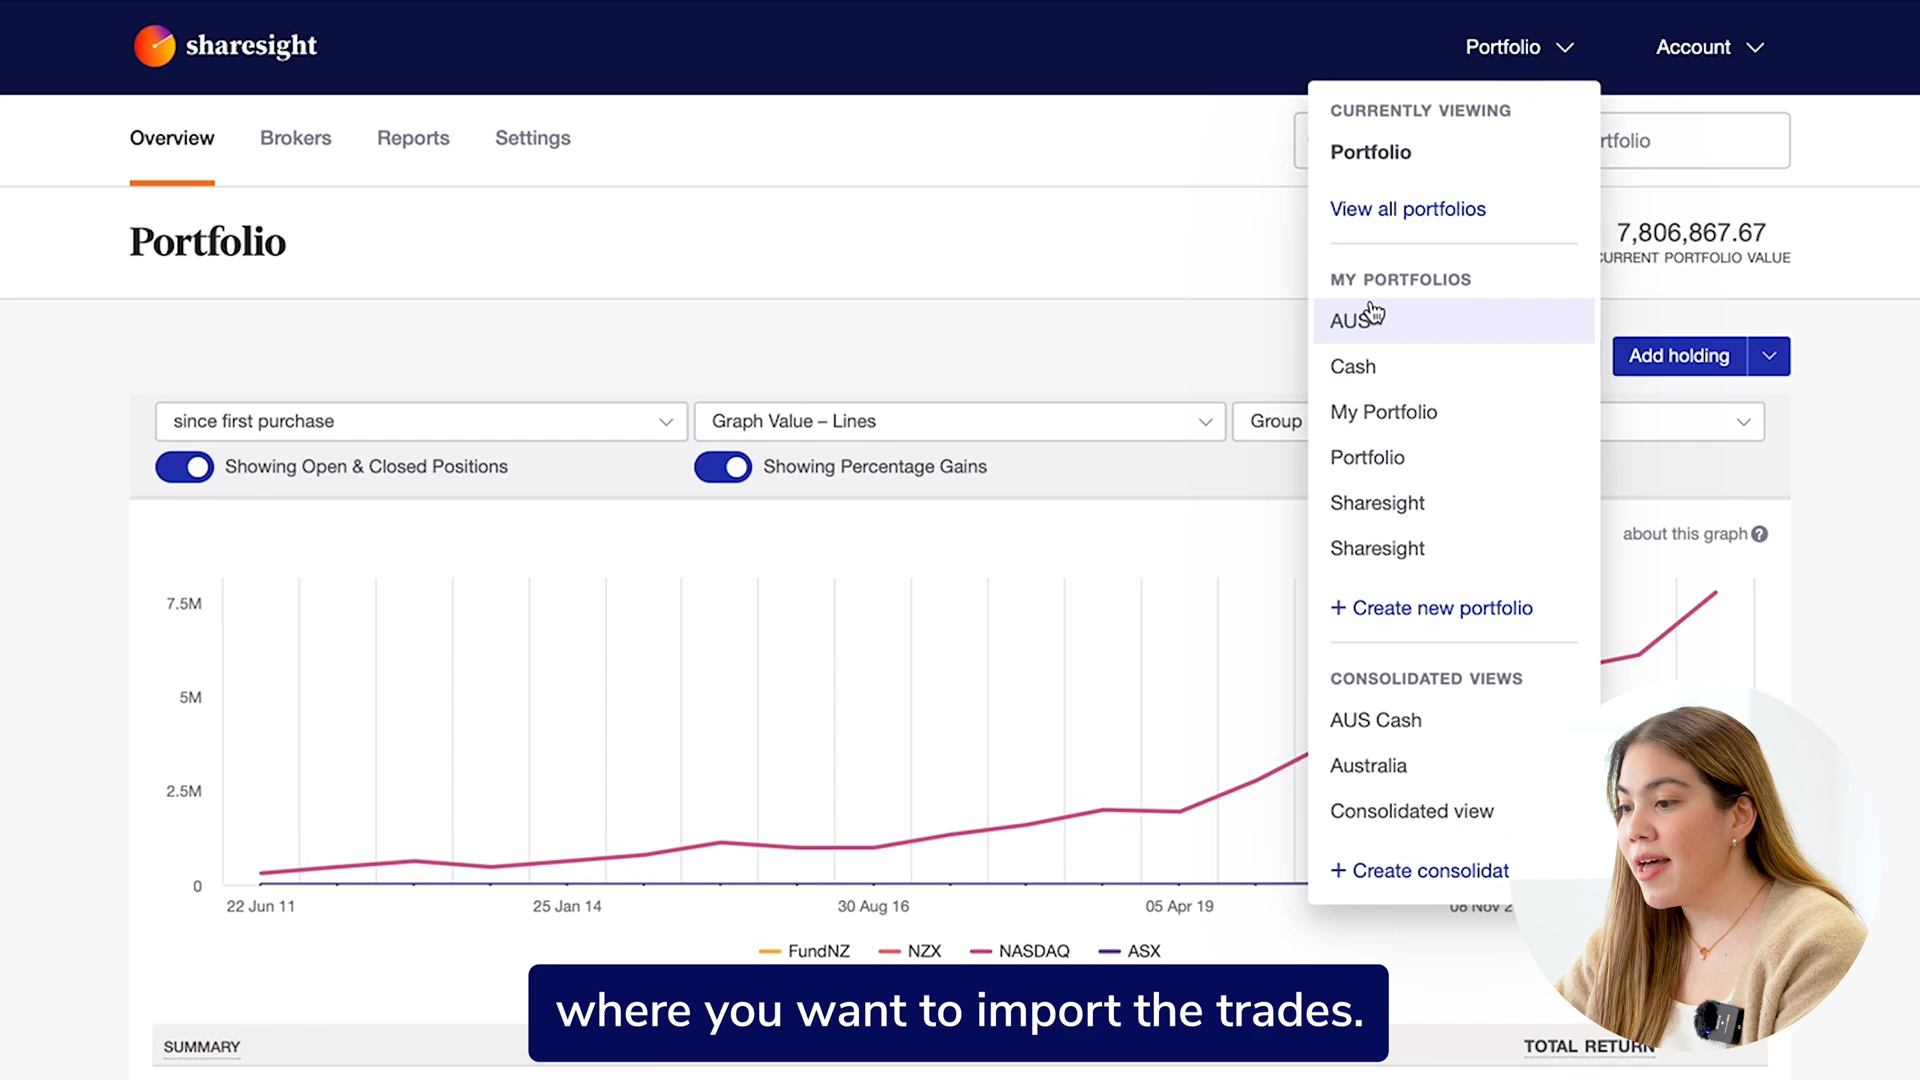 sharesight
Portfolio
Account
Overview
Brokers
Reports
Settings
rtfolio
CURRENTLY VIEWING
Portfolio
View all portfolios
MY PORTFOLIOS
AUS
Cash
My Portfolio
Portfolio
Sharesight
Sharesight
+ Create new portfolio
CONSOLIDATED VIEWS
AUS Cash
Australia
Consolidated view
+ Create consolidat
Portfolio
7,806,867.67
CURRENT PORTFOLIO VALUE
Add holding
since first purchase
Graph Value – Lines
Group
Showing Open & Closed Positions
Showing Percentage Gains
about this graph
7.5M
5M
2.5M
0
22 Jun 11
25 Jan 14
30 Aug 16
05 Apr 19
08 Nov 2
FundNZ
NZX
NASDAQ
ASX
where you want to import the trades.
SUMMARY
TOTAL RETURN